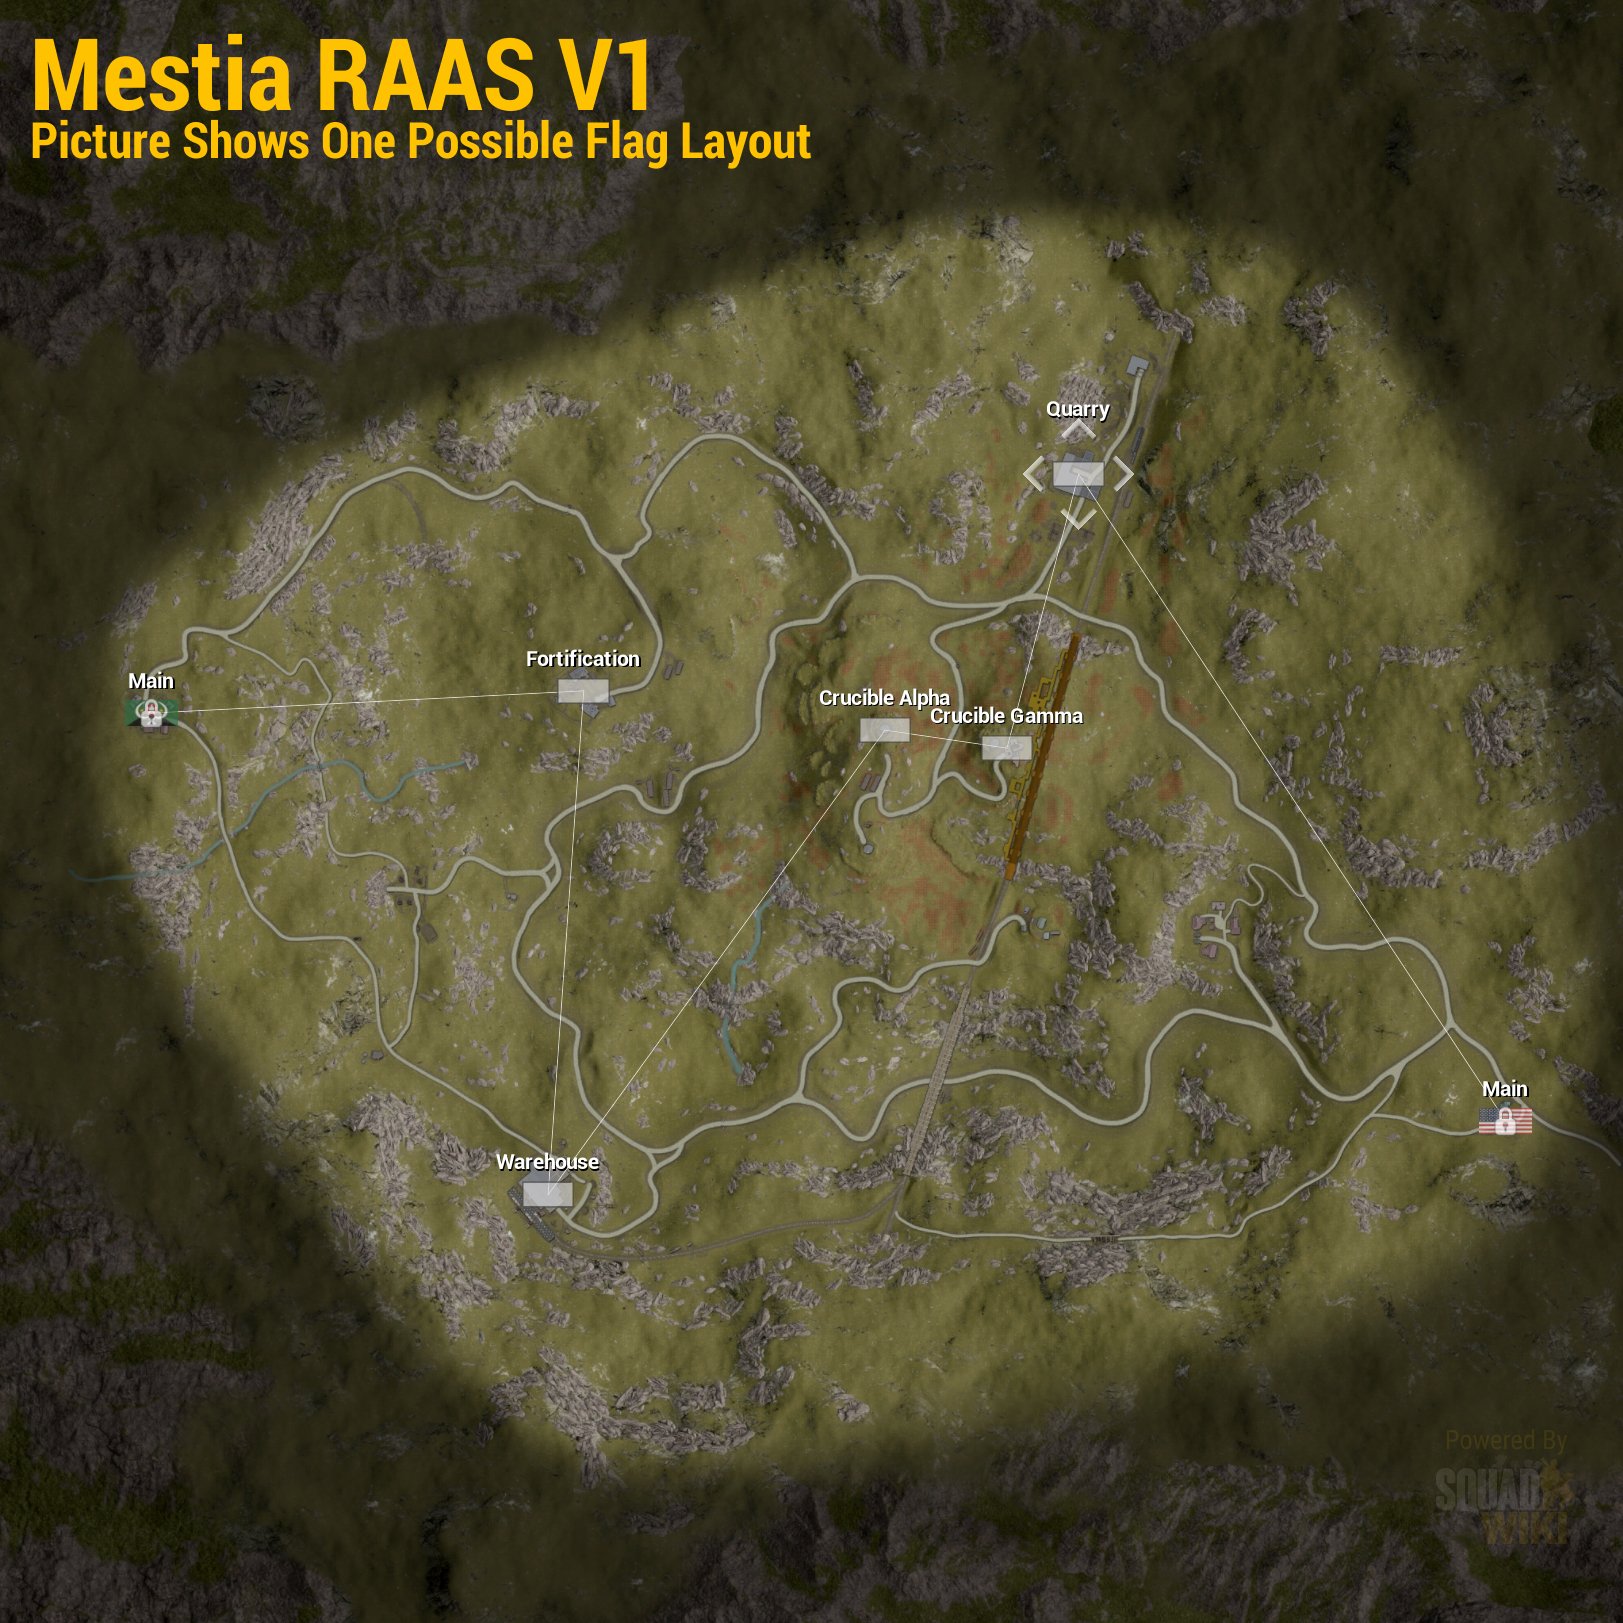 Mestia RAAS V1
Picture Shows One Possible Flag Layout
Quarry
Fortification
Main
Crucible Alpha
Crucible Gamma
Main
Warehouse
Powered By
SQUAD
WIKI